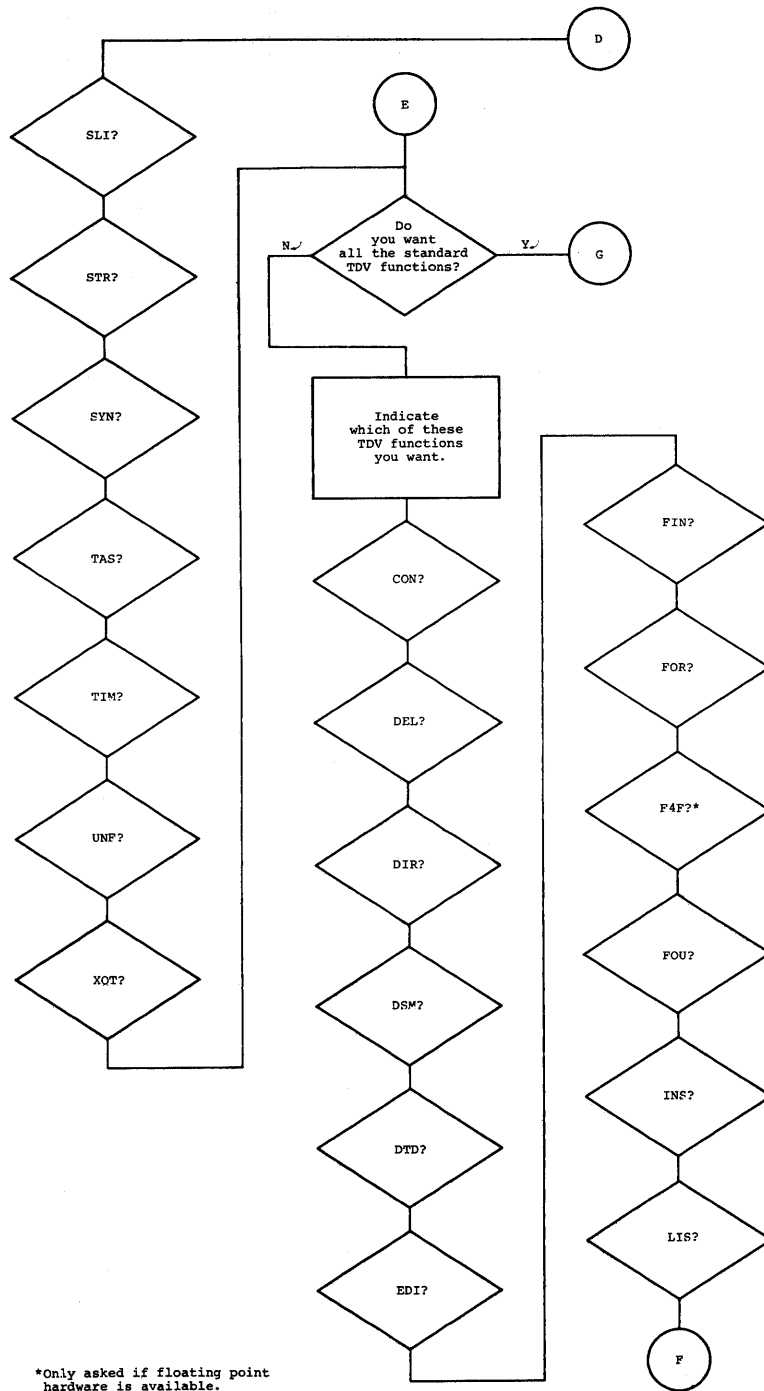 D
SLI?
STR?
SYN?
TAS?
TIM?
UNF?
XQT?
E
Do
you want
all the standard
TDV functions?
N
Y
G
Indicate
which of these
TDV functions
you want.
CON?
DEL?
DIR?
DSM?
DTD?
EDI?
FIN?
FOR?
F4F?*
FOU?
INS?
LIS?
F
*Only asked if floating point
hardware is available.